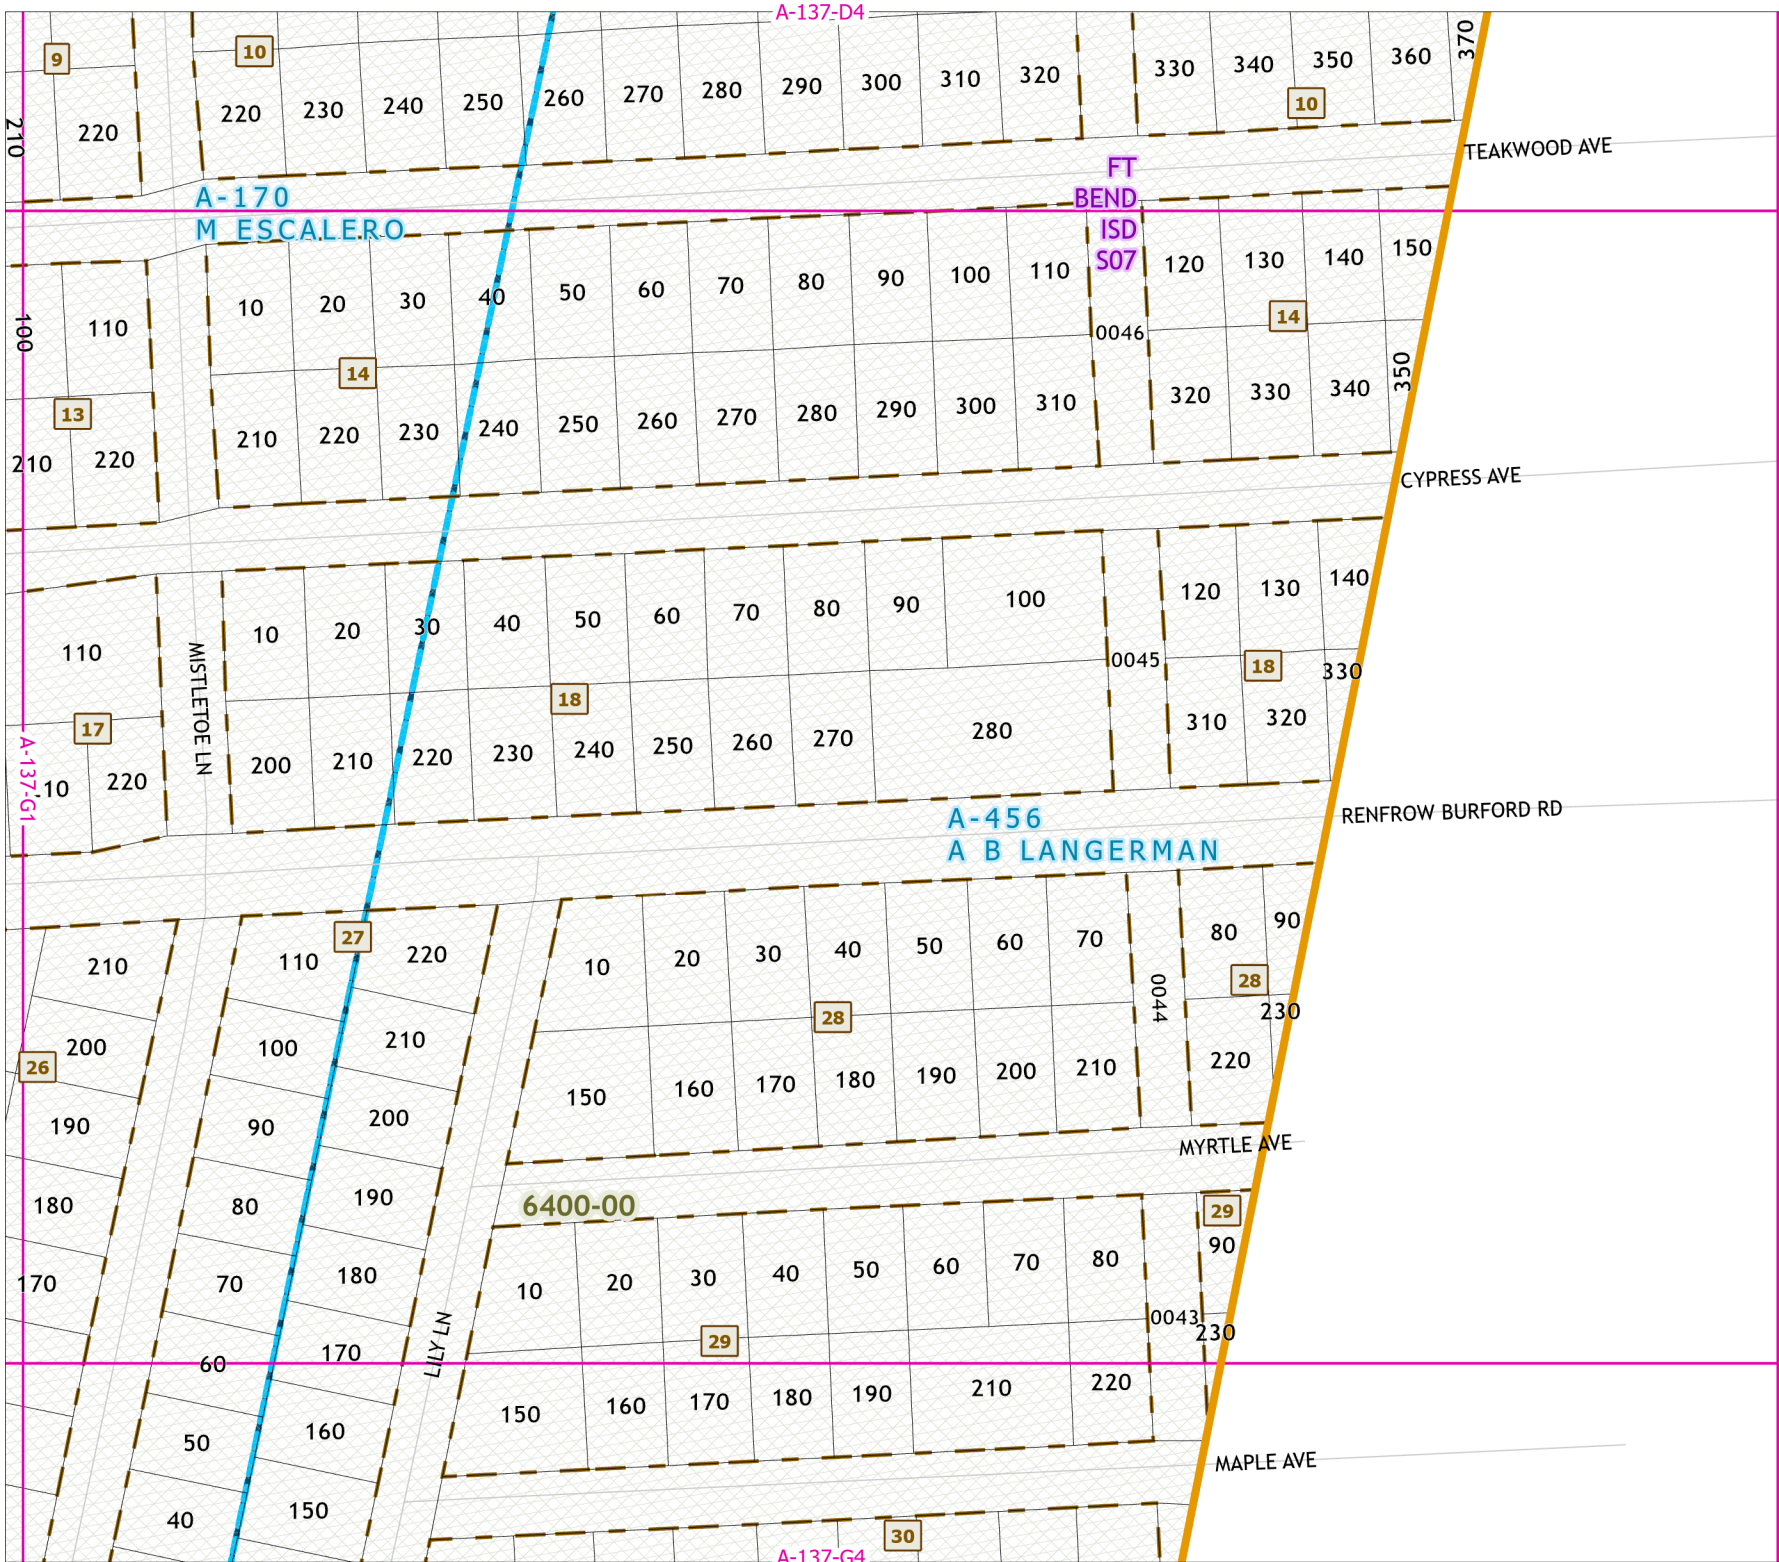 A-137-D4
9
10
220 230 240 250 260 270 280 290 300 310 320
330 340 350 360 370
10
210 220
TEAKWOOD AVE
A-170
M ESCALERO
FT
BEND
ISD
S07
10 20 30 40 50 60 70 80 90 100 110
120 130 140 150
100 110
0046
14
14
350
13
210 220
210 220 230 240 250 260 270 280 290 300 310
320 330 340
CYPRESS AVE
10 20 30 40 50 60 70 80 90 100
120 130 140
110
MISTLETOE LN
0045
18
18
330
17
A-137-G1
10 220
200 210 220 230 240 250 260 270 280
310 320
RENFROW BURFORD RD
A-456
A B LANGERMAN
27
210
110 220
10 20 30 40 50 60 70
80 90
28
28
0044
230
200
100 210
26
150 160 170 180 190 200 210
220
190
90 200
MYRTLE AVE
180
80 190
6400-00
29
90
10 20 30 40 50 60 70 80
170
70 180
LILY LN
29
0043
230
60 170
150 160 170 180 190 210 220
50 160
MAPLE AVE
40 150
30
A-137-G4